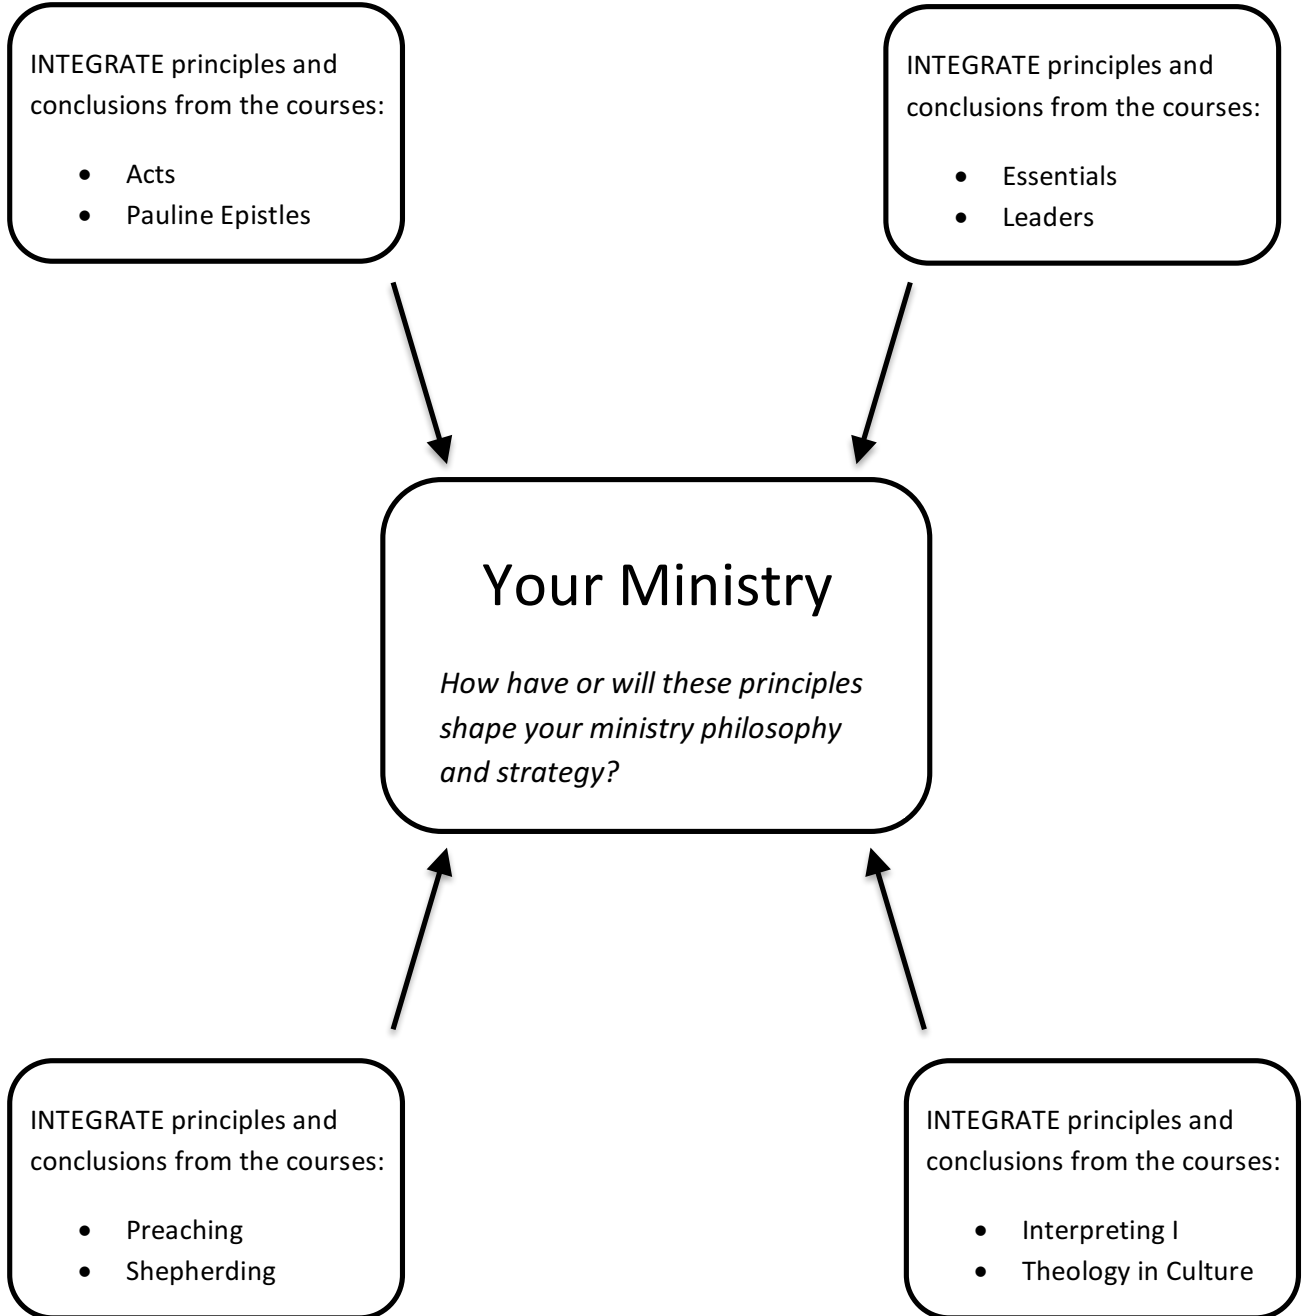 INTEGRATE principles and
conclusions from the courses:
• Acts
• Pauline Epistles
INTEGRATE principles and
conclusions from the courses:
• Essentials
• Leaders
Your Ministry
How have or will these principles
shape your ministry philosophy
and strategy?
INTEGRATE principles and
conclusions from the courses:
• Preaching
• Shepherding
INTEGRATE principles and
conclusions from the courses:
• Interpreting I
• Theology in Culture